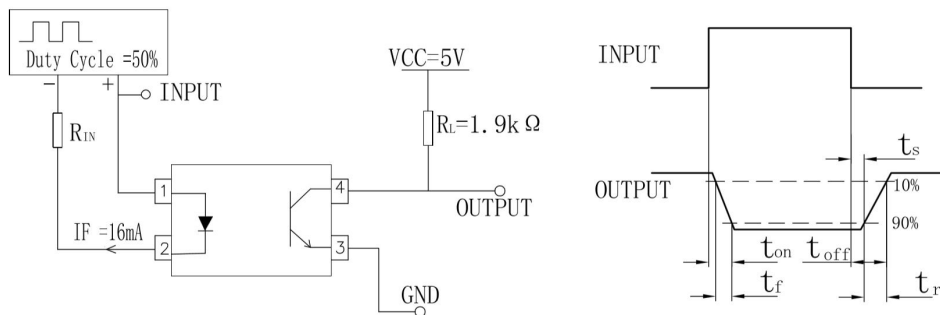 Duty Cycle =50%
− +
INPUT
RIN
IF =16mA
1
2
4
3
VCC=5V
RL=1.9k Ω
OUTPUT
GND
INPUT
OUTPUT
ts
10%
90%
ton
toff
tf
tr